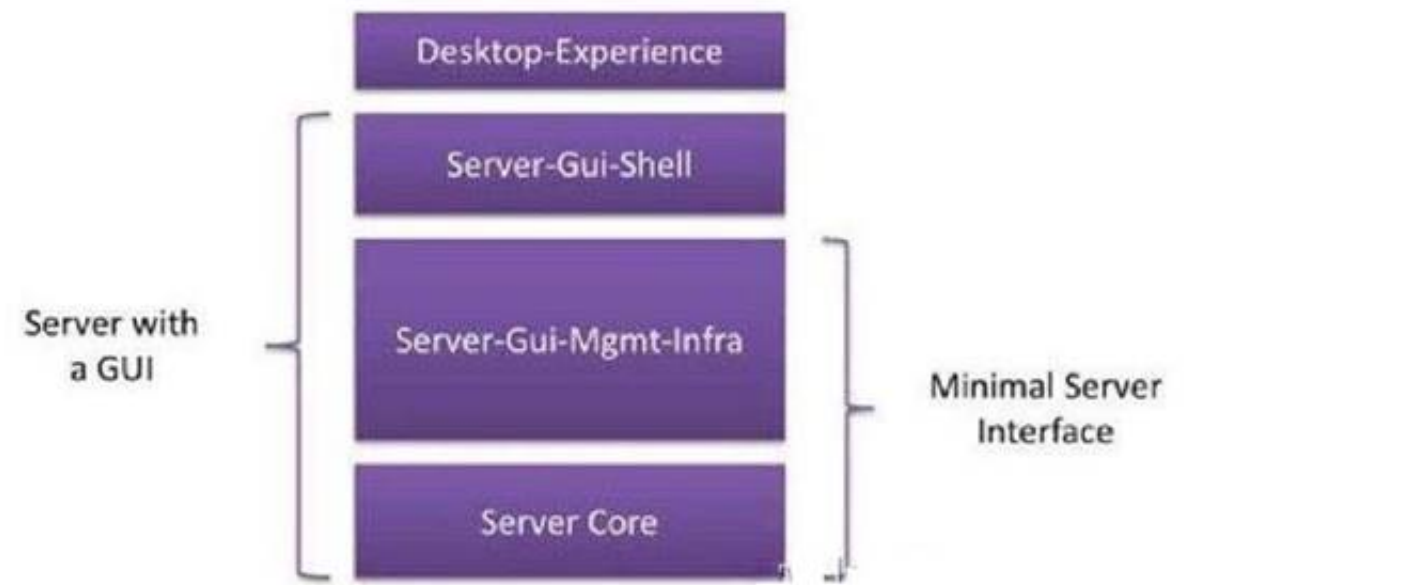 Desktop-Experience
Server-Gui-Shell
Server with
a GUI
Server-Gui-Mgmt-Infra
Minimal Server
Interface
Server Core